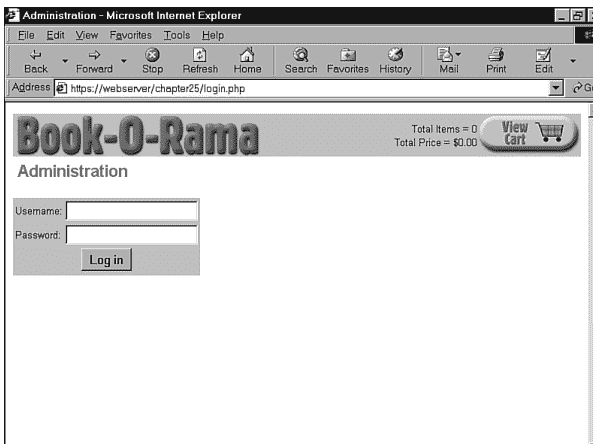 Administration - Microsoft Internet Explorer
File Edit View Favorites Tools Help
Back Forward Stop Refresh Home Search Favorites History Mail Print Edit
Address https://webserver/chapter25/login.php
Book-O-Rama
Total Items = 0
Total Price = $0.00
View
Cart
Administration
Username:
Password:
Log in